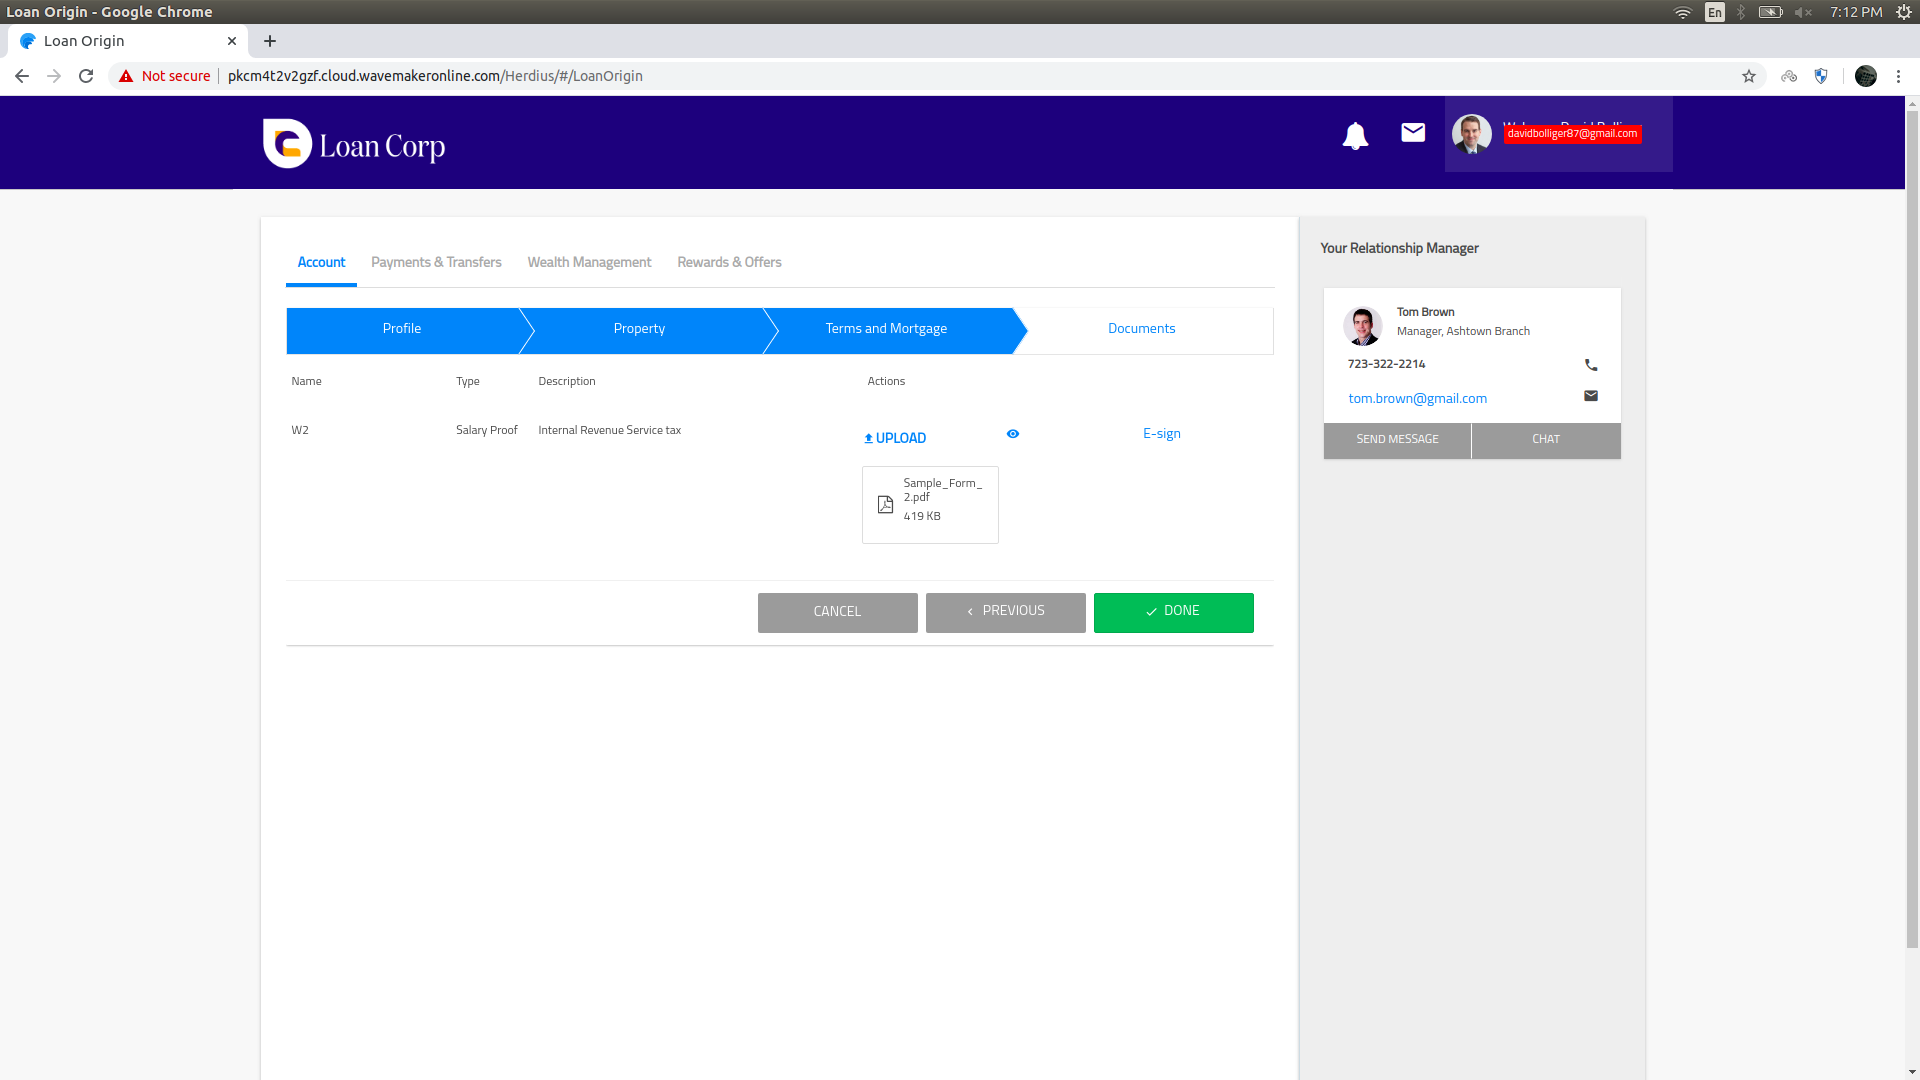 Loan Origin - Google Chrome
En
7:12 PM
Loan Origin
Not secure
pkcm4t2v2gzf.cloud.wavemakeronline.com/Herdius/#/LoanOrigin
Loan Corp
davidbolliger87@gmail.com
Account
Payments & Transfers
Wealth Management
Rewards & Offers
Profile
Property
Terms and Mortgage
Documents
Name
Type
Description
Actions
W2
Salary Proof
Internal Revenue Service tax
UPLOAD
E-sign
Sample_Form_
2.pdf
419 KB
CANCEL
PREVIOUS
DONE
Your Relationship Manager
Tom Brown
Manager, Ashtown Branch
723-322-2214
tom.brown@gmail.com
SEND MESSAGE
CHAT